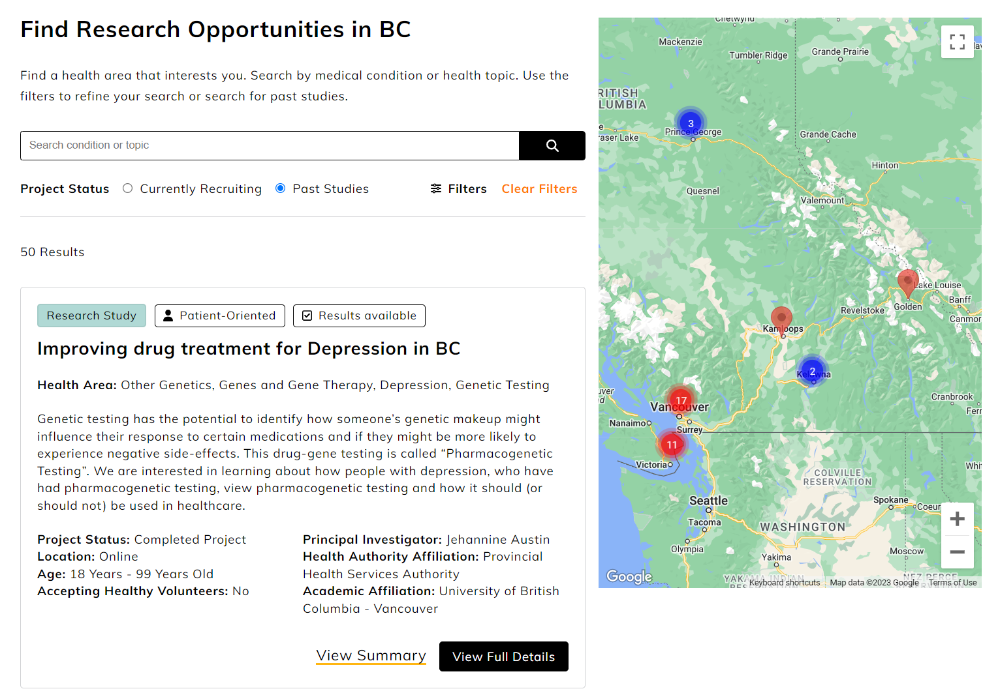 Find Research Opportunities in BC
Find a health area that interests you. Search by medical condition or health topic. Use the
filters to refine your search or search for past studies.
Search condition or topic
Project Status Currently Recruiting Past Studies Filters Clear Filters
50 Results
Research Study Patient-Oriented Results available
Improving drug treatment for Depression in BC
Health Area: Other Genetics, Genes and Gene Therapy, Depression, Genetic Testing
Genetic testing has the potential to identify how someone’s genetic makeup might
influence their response to certain medications and if they might be more likely to
experience negative side-effects. This drug-gene testing is called “Pharmacogenetic
Testing”. We are interested in learning about how people with depression, who have
had pharmacogenetic testing, view pharmacogenetic testing and how it should (or
should not) be used in healthcare.
Project Status: Completed Project
Location: Online
Age: 18 Years - 99 Years Old
Accepting Healthy Volunteers: No
Principal Investigator: Jehannine Austin
Health Authority Affiliation: Provincial
Health Services Authority
Academic Affiliation: University of British
Columbia - Vancouver
View Summary View Full Details
Chetwynd
Mackenzie
Tumbler Ridge
Grande Prairie
RITISH
LUMBIA
3
Prince George
raser Lake
Grande Cache
Hinton
Quesnel
Valemount
Lake Louise
Banff
Golden
Revelstoke
Canmor
Kamloops
2
Kelowna
17
Vancouver
Cranbrook
Fern
Nanaimo
Surrey
11
Victoria
COLVILLE
RESERVATION
Whit
Seattle
Spokane
Coeur
Tacoma
WASHINGTON
Olympia
Moscow
Yakima
Google
YAKAMA INDIAN
NEZ PERCE
Keyboard shortcuts Map data ©2023 Google Terms of Use